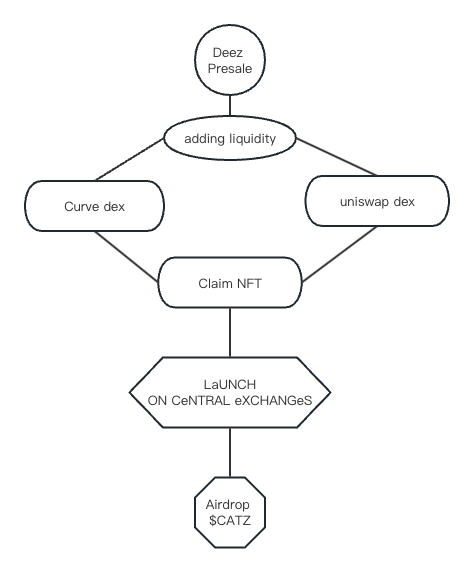 Deez
Presale
adding liquidity
Curve dex
uniswap dex
Claim NFT
LaUNCH
ON CeNTRAL eXCHANGeS
Airdrop
$CATZ